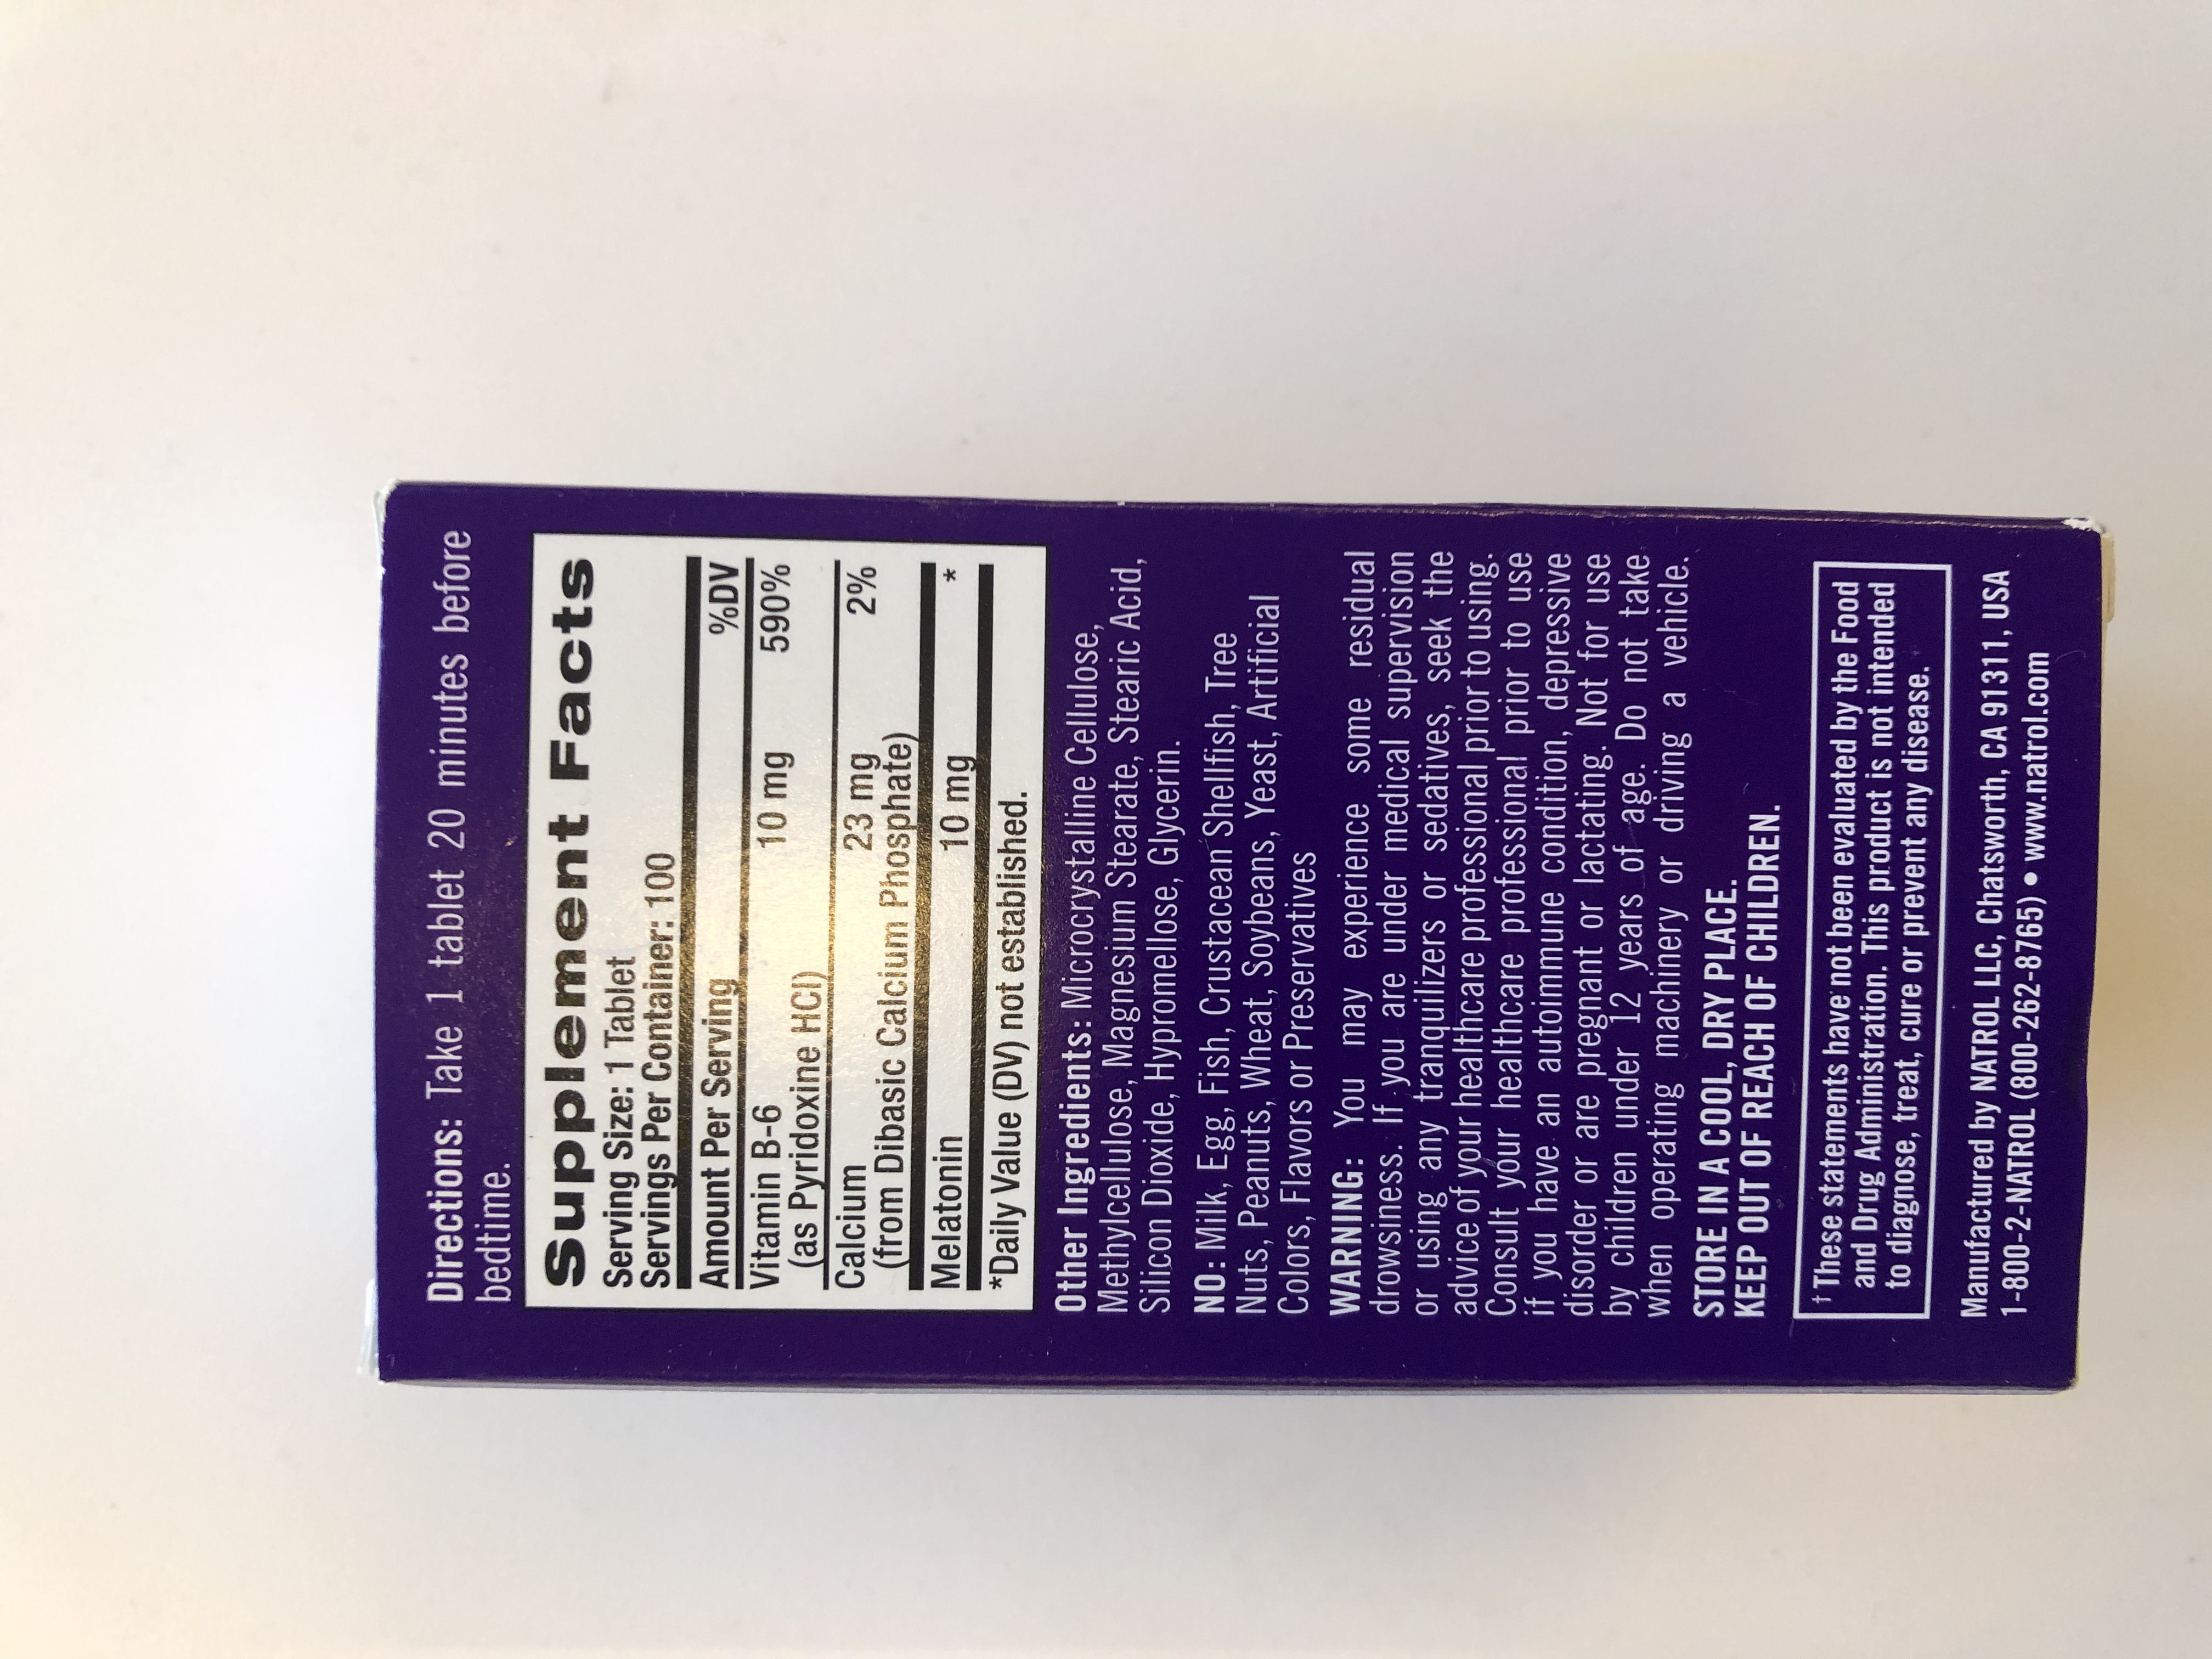 Directions: Take 1 tablet 20 minutes before
bedtime.
Supplement Facts
Serving Size: 1 Tablet
Servings Per Container: 100
Amount Per Serving %DV
Vitamin B-6 10 mg 590%
(as Pyridoxine HCl)
Calcium 23 mg 2%
(from Dibasic Calcium Phosphate)
Melatonin 10 mg *
*Daily Value (DV) not established.
Other Ingredients: Microcrystalline Cellulose,
Methylcellulose, Magnesium Stearate, Stearic Acid,
Silicon Dioxide, Hypromellose, Glycerin.
NO: Milk, Egg, Fish, Crustacean Shellfish, Tree
Nuts, Peanuts, Wheat, Soybeans, Yeast, Artificial
Colors, Flavors or Preservatives
WARNING: You may experience some residual
drowsiness. If you are under medical supervision
or using any tranquilizers or sedatives, seek the
advice of your healthcare professional prior to using.
Consult your healthcare professional prior to use
if you have an autoimmune condition, depressive
disorder or are pregnant or lactating. Not for use
by children under 12 years of age. Do not take
when operating machinery or driving a vehicle.
STORE IN A COOL, DRY PLACE.
KEEP OUT OF REACH OF CHILDREN.
† These statements have not been evaluated by the Food
and Drug Administration. This product is not intended
to diagnose, treat, cure or prevent any disease.
Manufactured by NATROL LLC, Chatsworth, CA 91311, USA
1-800-2-NATROL (800-262-8765) • www.natrol.com